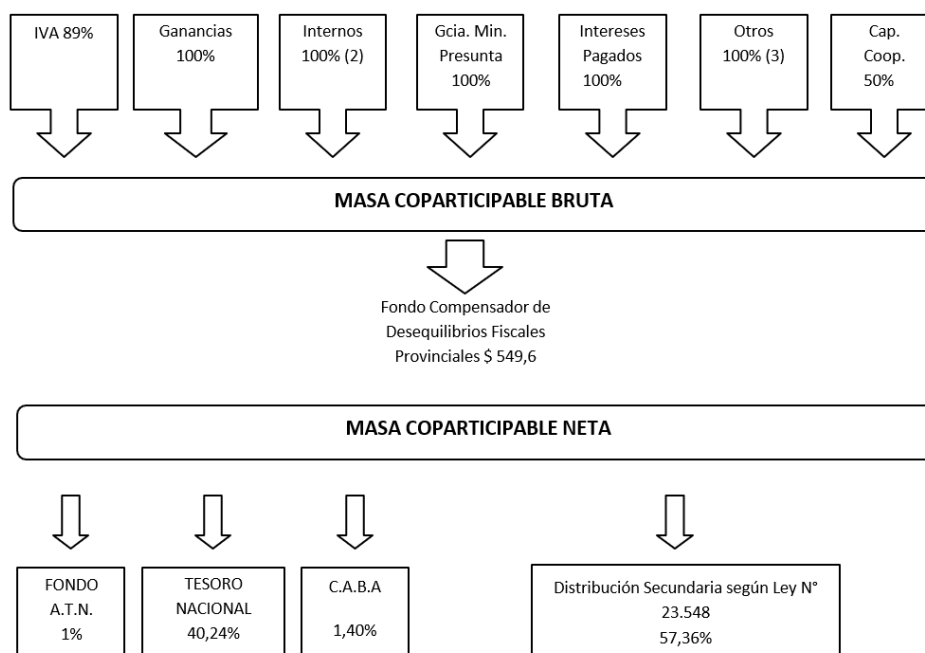 IVA 89%
Ganancias
100%
Internos
100% (2)
Gcia. Min.
Presunta
100%
Intereses
Pagados
100%
Otros
100% (3)
Cap.
Coop.
50%
MASA COPARTICIPABLE BRUTA
Fondo Compensador de
Desequilibrios Fiscales
Provinciales $ 549,6
MASA COPARTICIPABLE NETA
FONDO
A.T.N.
1%
TESORO
NACIONAL
40,24%
C.A.B.A
1,40%
Distribución Secundaria según Ley N°
23.548
57,36%